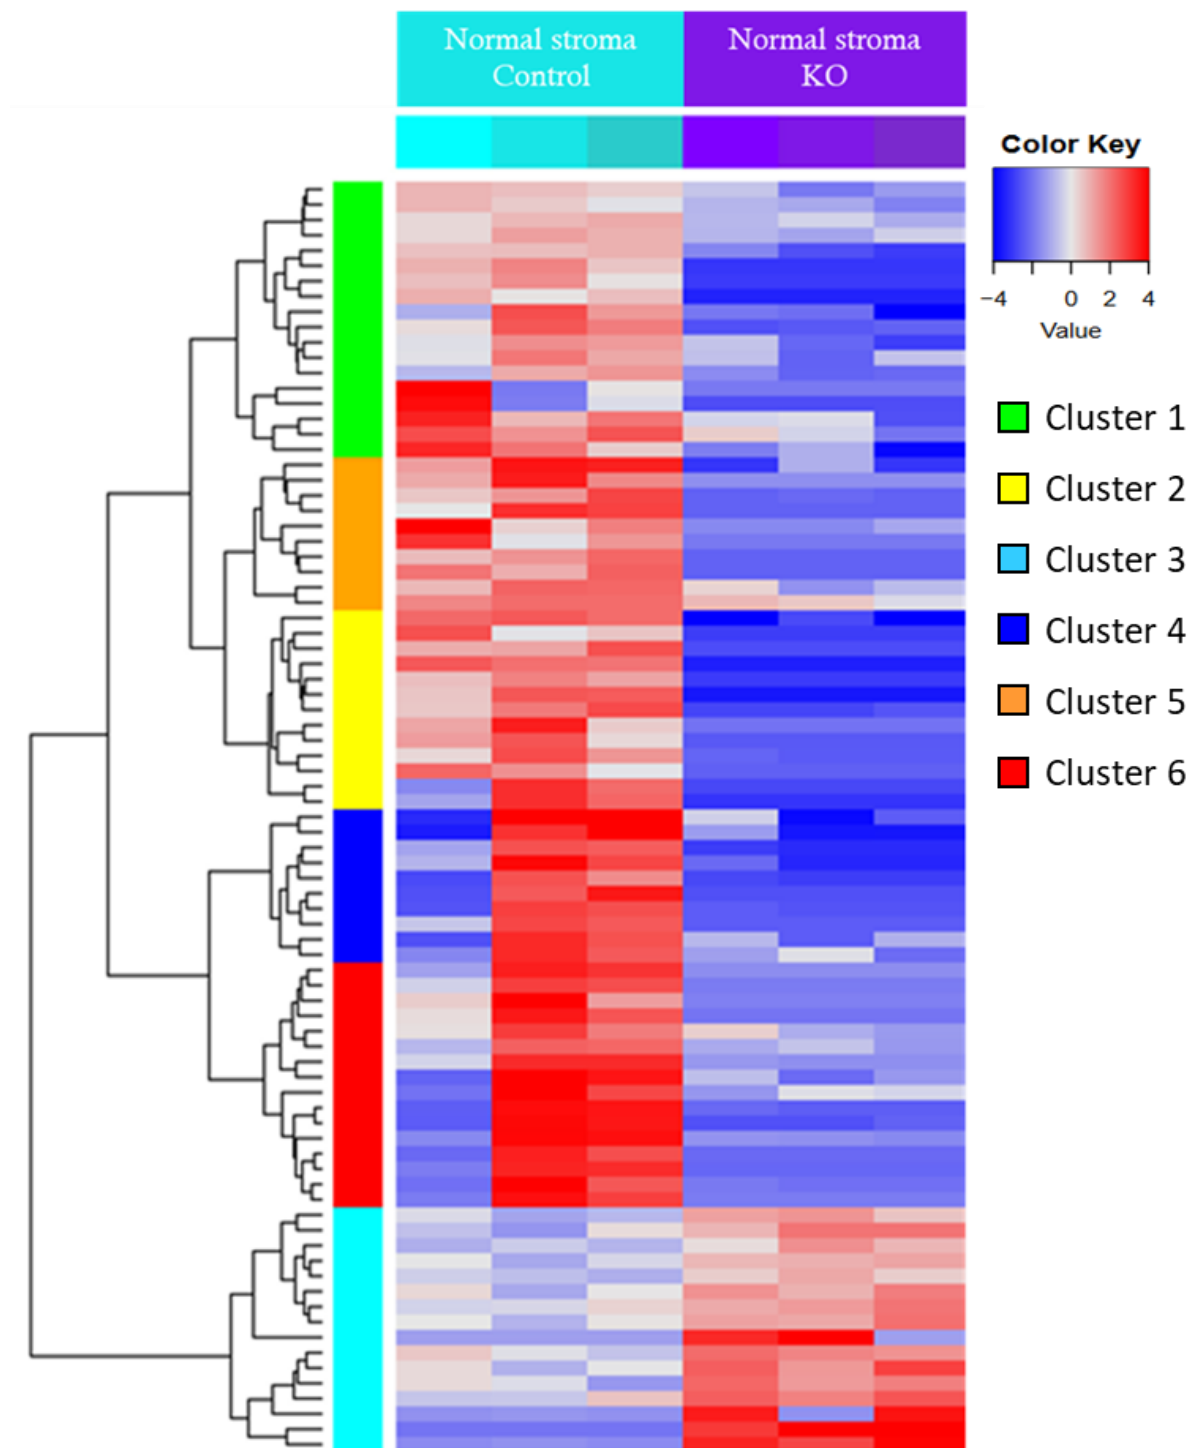 Normal stroma
Control
Normal stroma
KO
Color Key
−4 0 2 4
Value
Cluster 1
Cluster 2
Cluster 3
Cluster 4
Cluster 5
Cluster 6